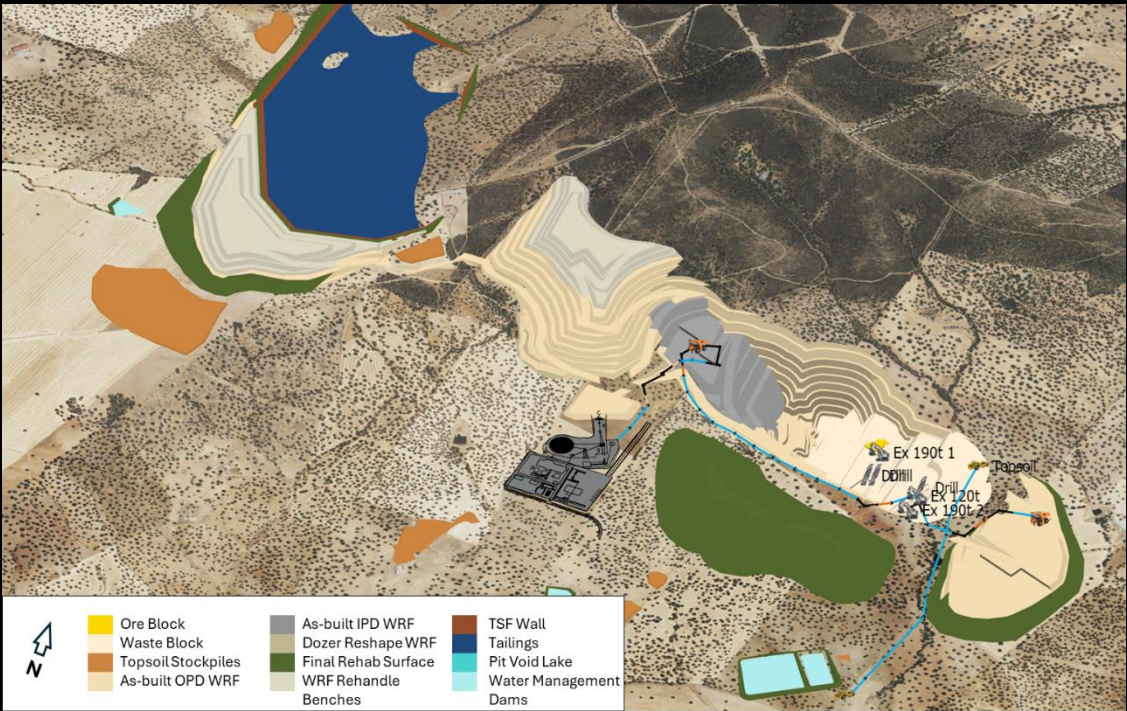 Ex 190t 1
Topsoil
Drill
Drill
Ex 120t
Ex 190t 2
N
Ore Block
Waste Block
Topsoil Stockpiles
As-built OPD WRF
As-built IPD WRF
Dozer Reshape WRF
Final Rehab Surface
WRF Rehandle
Benches
TSF Wall
Tailings
Pit Void Lake
Water Management
Dams